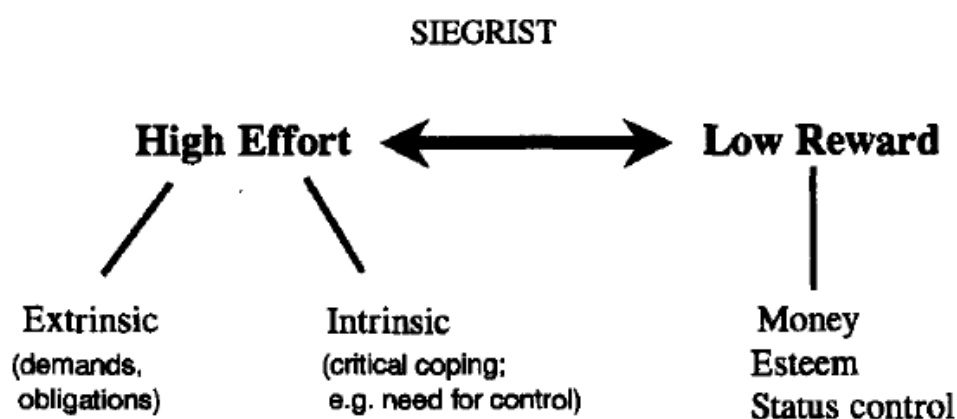 SIEGRIST
High Effort
Low Reward
Extrinsic
(demands,
obligations)
Intrinsic
(critical coping;
e.g. need for control)
Money
Esteem
Status control